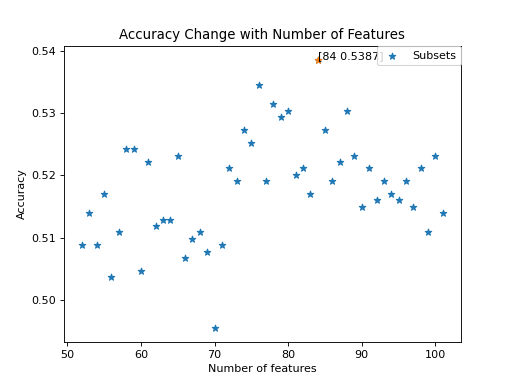 Accuracy Change with Number of Features
[84 0.5387]
Subsets
0.54
0.53
0.52
0.51
0.50
Accuracy
50 60 70 80 90 100
Number of features